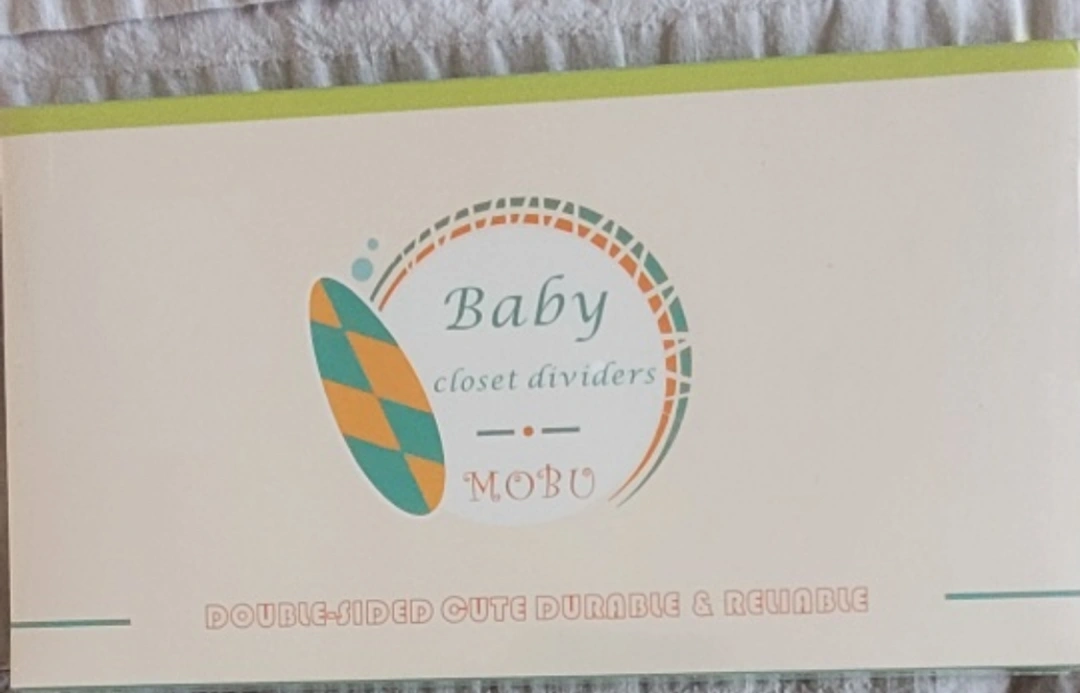 Baby
closet dividers
MOBU
DOUBLE-SIDED CUTE DURABLE & RELIABLE